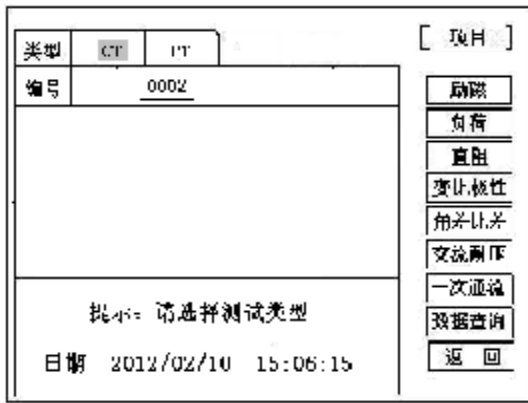 类型 CT PT
编号 0002
提示：请选择测试类型
日期 2012/02/10 15:06:15
[ 项目 ]
励磁
负荷
直阻
变比极性
角差比差
交流耐压
一次通流
数据查询
返 回